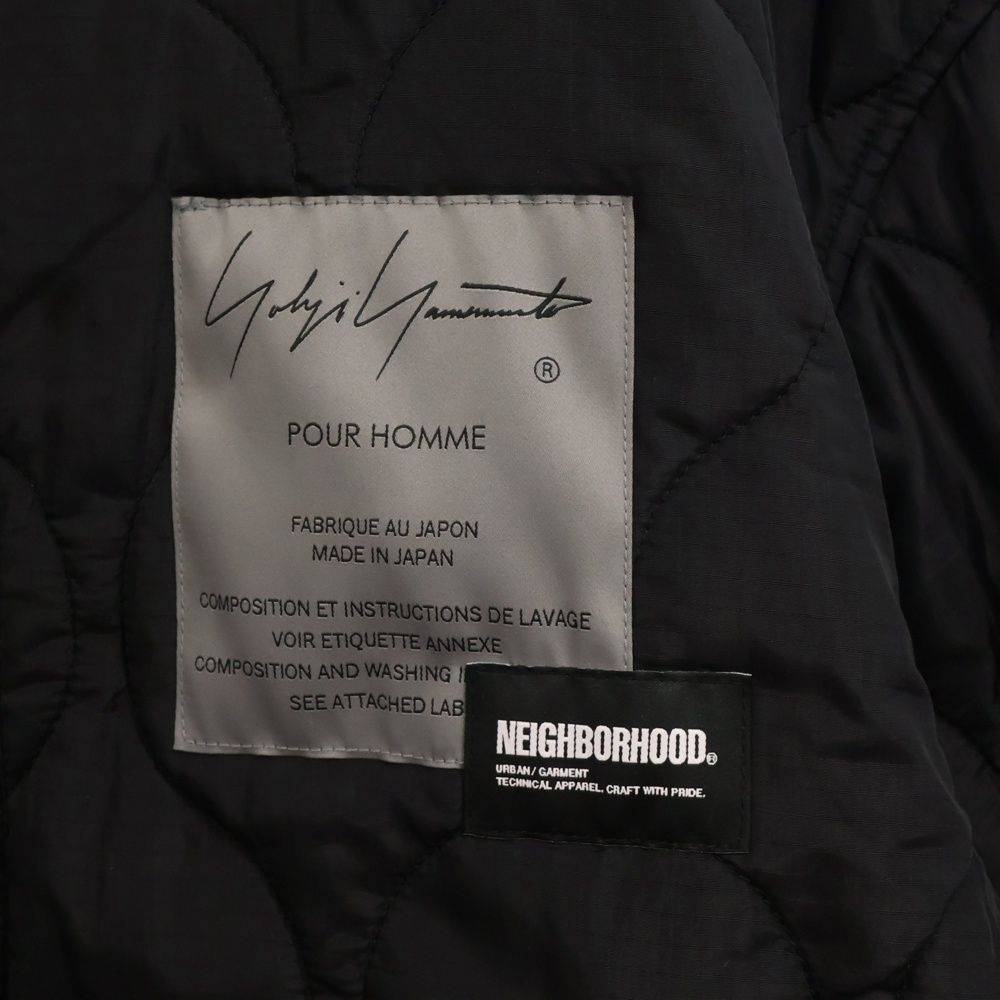 Yohji Yamamoto
®
POUR HOMME
FABRIQUE AU JAPON
MADE IN JAPAN
COMPOSITION ET INSTRUCTIONS DE LAVAGE
VOIR ETIQUETTE ANNEXE
COMPOSITION AND WASHING
SEE ATTACHED
NEIGHBORHOOD®
URBAN/GARMENT
TECHNICAL APPAREL. CRAFT WITH PRIDE.